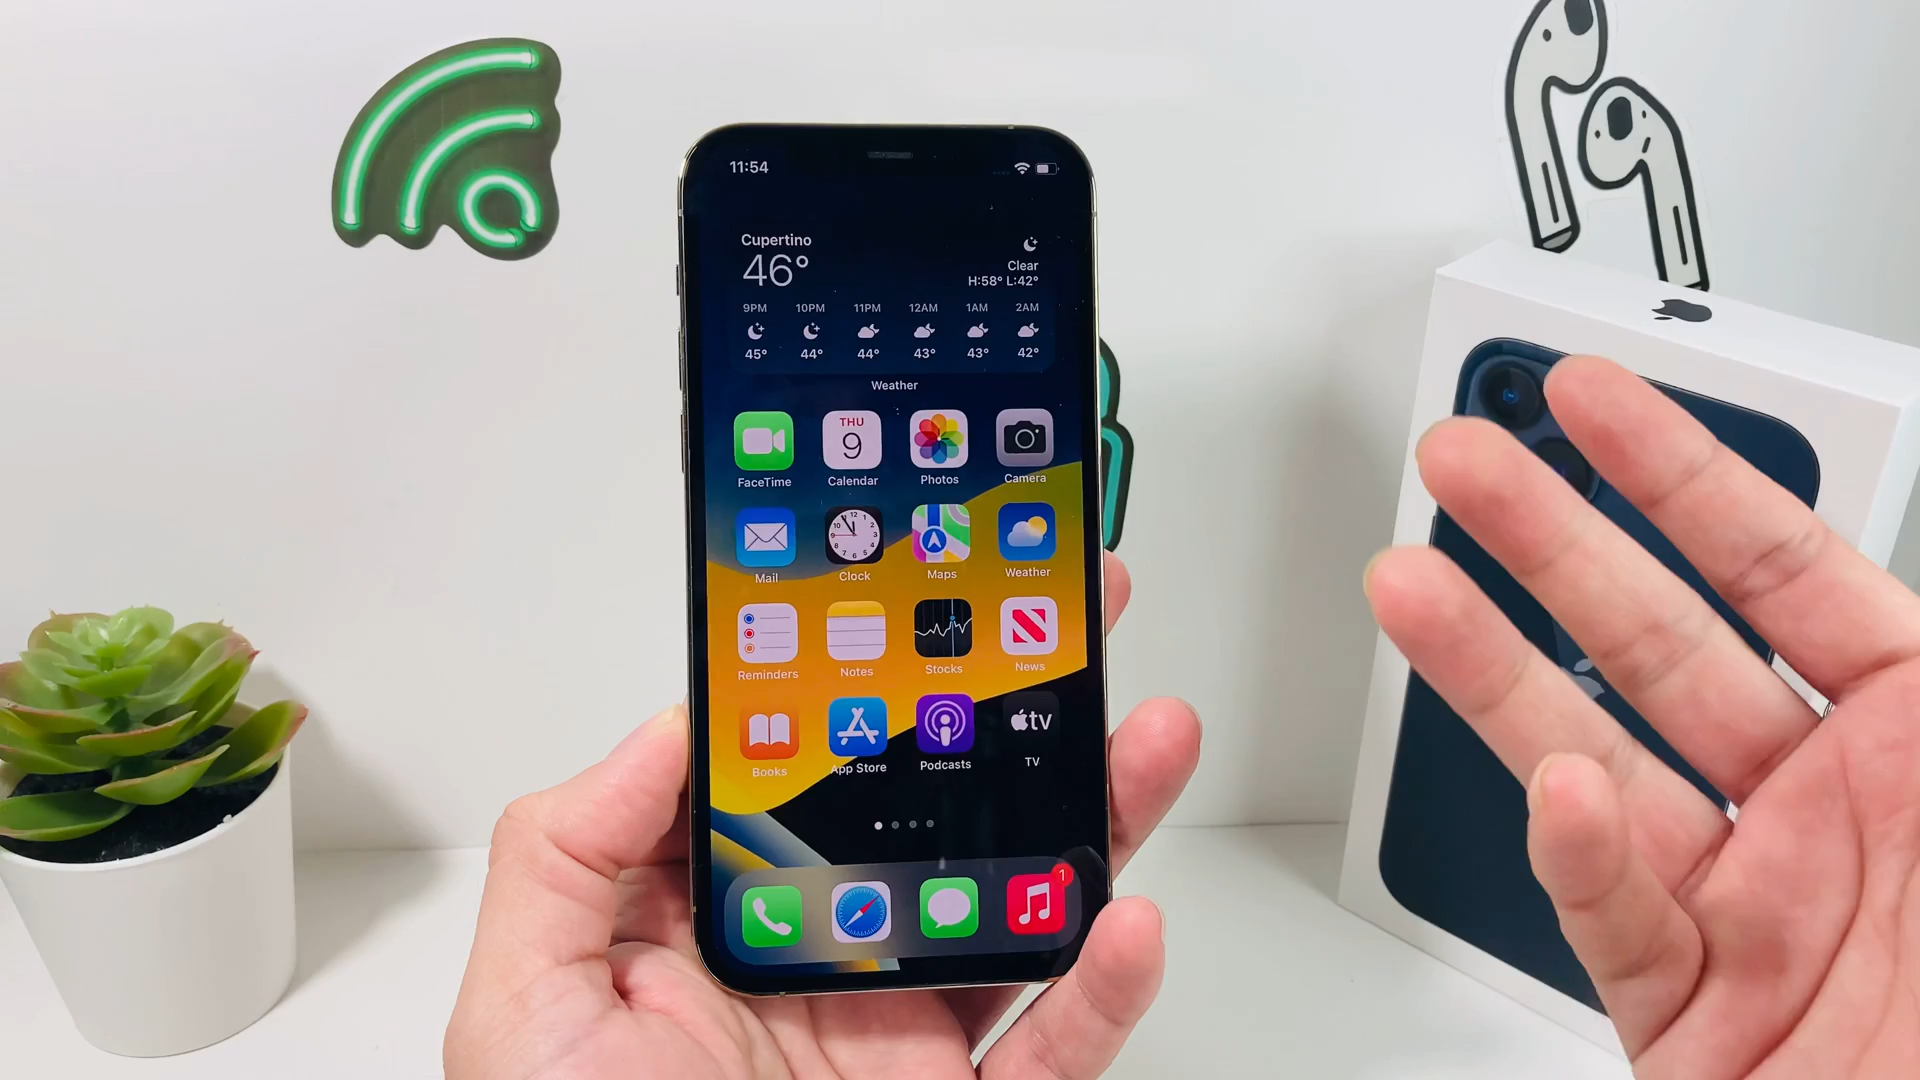 11:54
Cupertino
46°
Clear
H:58° L:42°
9PM 10PM 11PM 12AM 1AM 2AM
45° 44° 44° 43° 43° 42°
Weather
THU
9
FaceTime Calendar Photos Camera
Mail Clock Maps Weather
Reminders Notes Stocks News
tv
Books App Store Podcasts TV
1